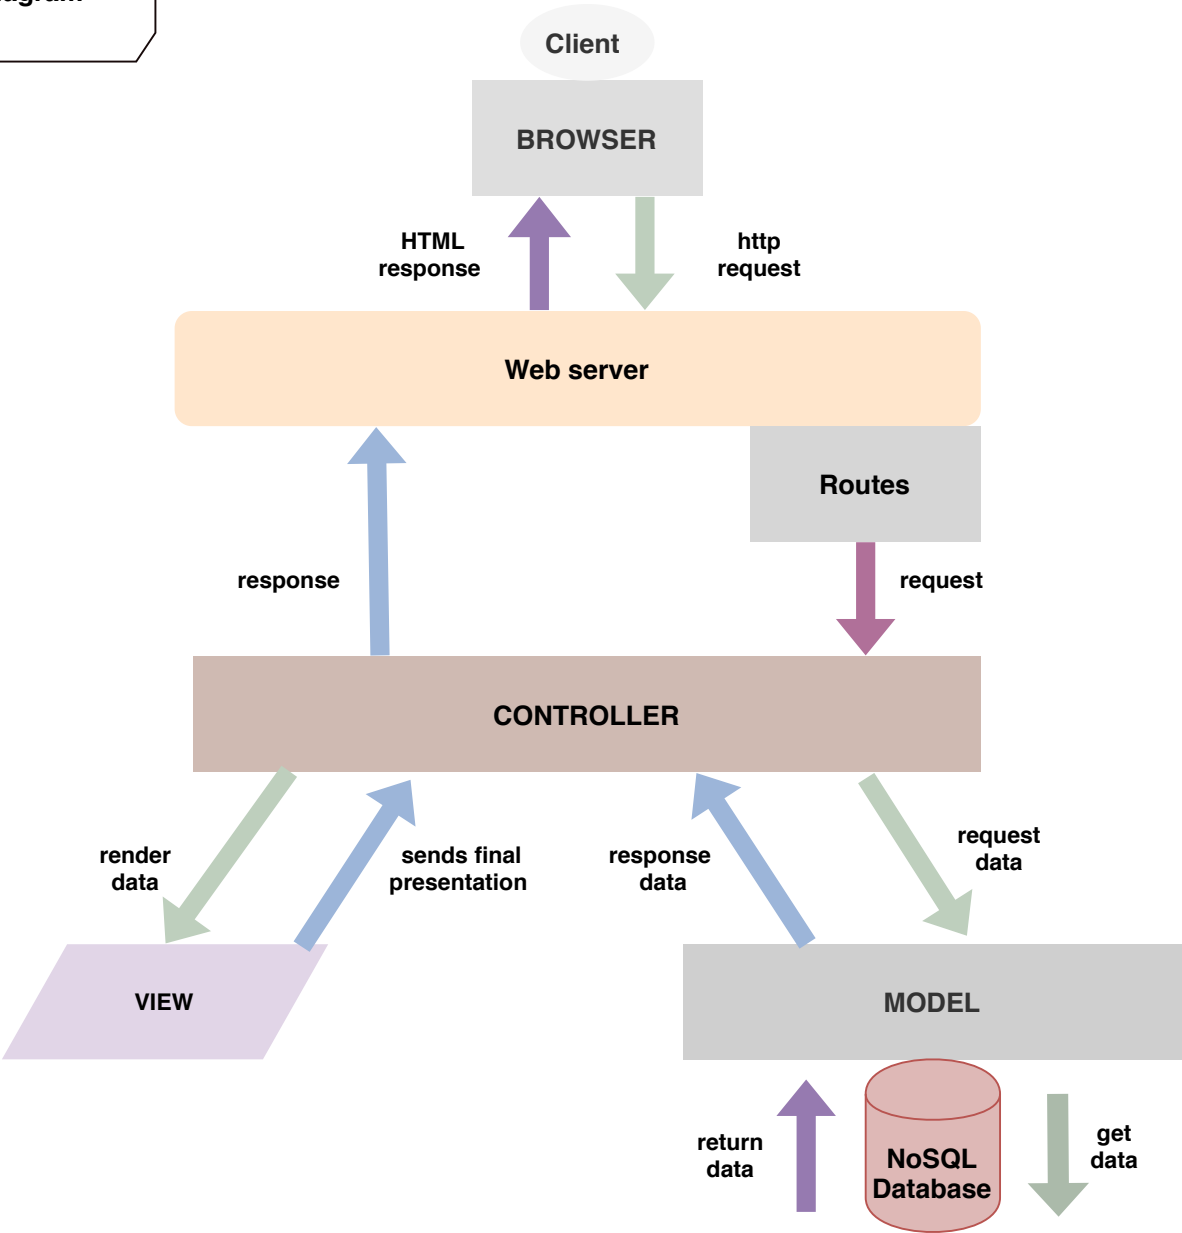 Client
BROWSER
HTML
response
http
request
Web server
Routes
response
request
CONTROLLER
render
data
sends final
presentation
response
data
request
data
VIEW
MODEL
return
data
NoSQL
Database
get
data